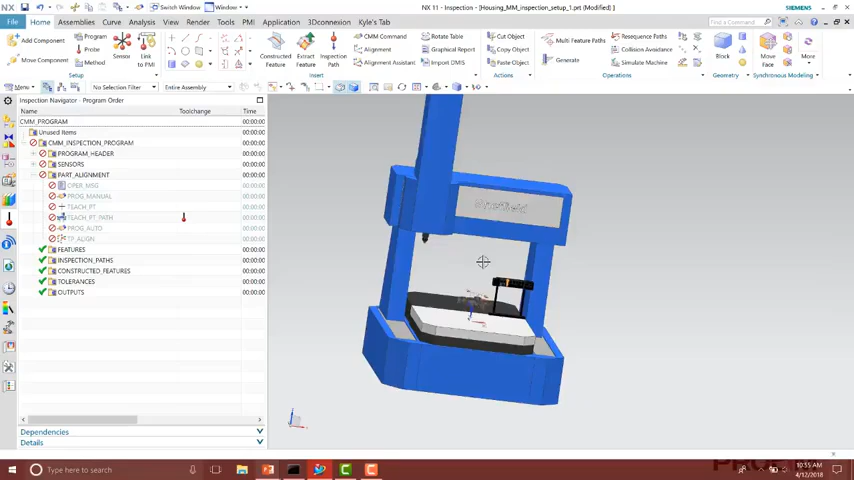 NX 11 - Inspection - [Housing_MM_inspection_setup_1.prt (Modified) ]
SIEMENS
Switch Window
Window
File
Home
Assemblies
Curve
Analysis
View
Render
Tools
PMI
Application
3Dconnexion
Kyle's Tab
Find a Command
Add Component
Move Component
Program
Probe
Method
Sensor
Link to PMI
Constructed Feature
Extract Feature
Inspection Path
CMM Command
Alignment
Alignment Assistant
Rotate Table
Graphical Report
Import DMIS
Cut Object
Copy Object
Paste Object
Multi Feature Paths
Generate
Resequence Paths
Collision Avoidance
Simulate Machine
Block
Move Face
More
Setup
Insert
Actions
Operations
Geometry
Synchronous Modeling
Menu
Entire Assembly
Inspection Navigator - Program Order
Name
Toolchange
Time
CMM_PROGRAM
00:00:00
Unused Items
00:00:00
CMM_INSPECTION_PROGRAM
00:00:00
PROGRAM_HEADER
00:00:00
SENSORS
00:00:00
PART_ALIGNMENT
00:00:00
OPER_MSG
00:00:00
PROG_MANUAL
00:00:00
TEACH_PT
00:00:00
TEACH_PT_PATH
00:00:00
PROG_AUTO
00:00:00
TP_ALIGN
00:00:00
FEATURES
00:00:00
INSPECTION_PATHS
00:00:00
CONSTRUCTED_FEATURES
00:00:00
TOLERANCES
00:00:00
OUTPUTS
00:00:00
Sheffield
Dependencies
Details
Type here to search
10:55 AM
4/12/2018